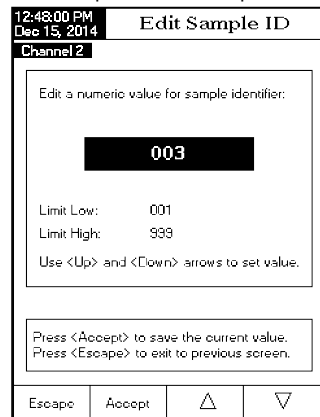 12:48:00 PM
Dec 15, 2014
Edit Sample ID
Channel 2
Edit a numeric value for sample identifier:
003
Limit Low: 001
Limit High: 999
Use <Up> and <Down> arrows to set value.
Press <Accept> to save the current value.
Press <Escape> to exit to previous screen.
Escape Accept △ ▽